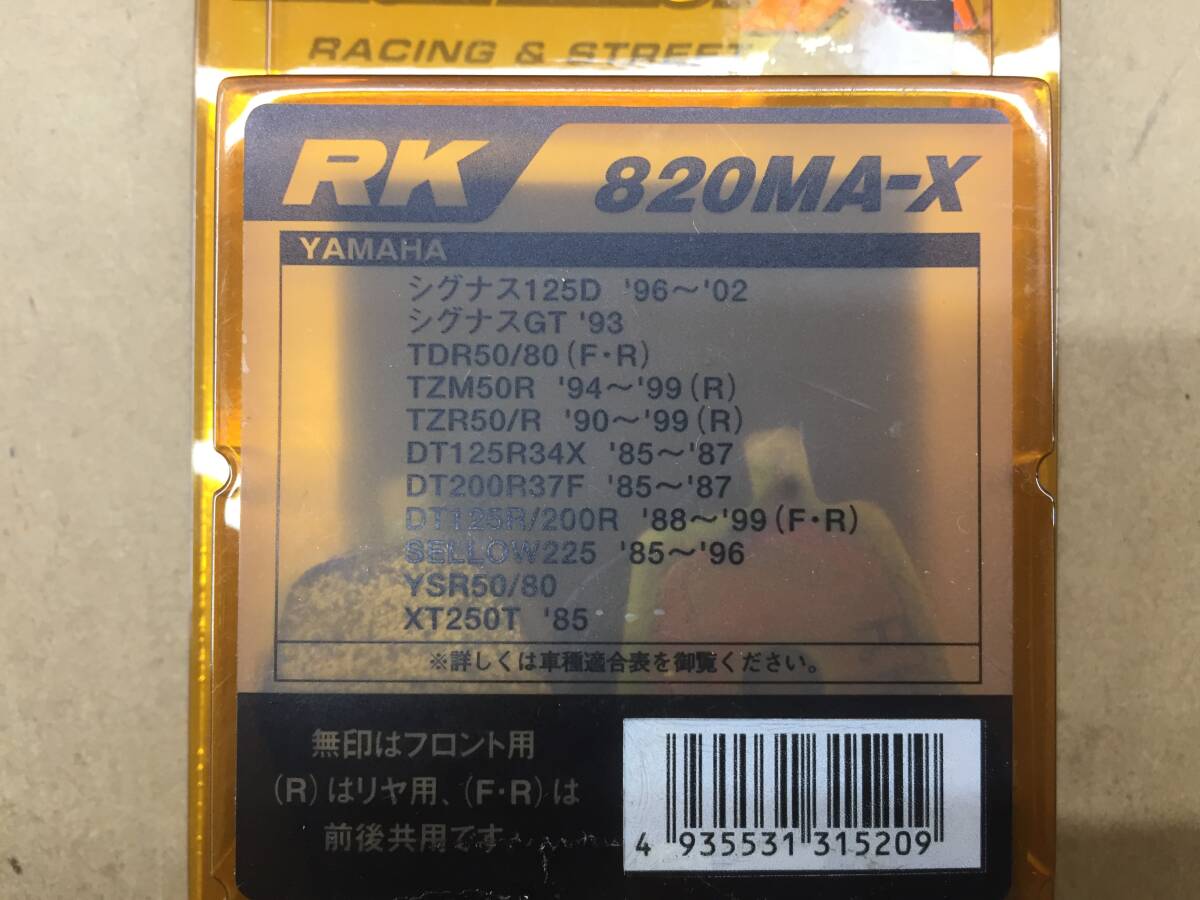 RACING & STREET
RK 820MA-X
YAMAHA
シグナス125D '96～'02
シグナスGT '93
TDR50/80 (F・R)
TZM50R '94～'99 (R)
TZR50/R '90～'99 (R)
DT125R34X '85～'87
DT200R37F '85～'87
DT125R/200R '88～'99 (F・R)
SELLOW225 '85～'96
YSR50/80
XT250T '85
※詳しくは車種適合表を御覧ください。
無印はフロント用
(R)はリヤ用、(F・R)は
前後共用です
4 935531 315209